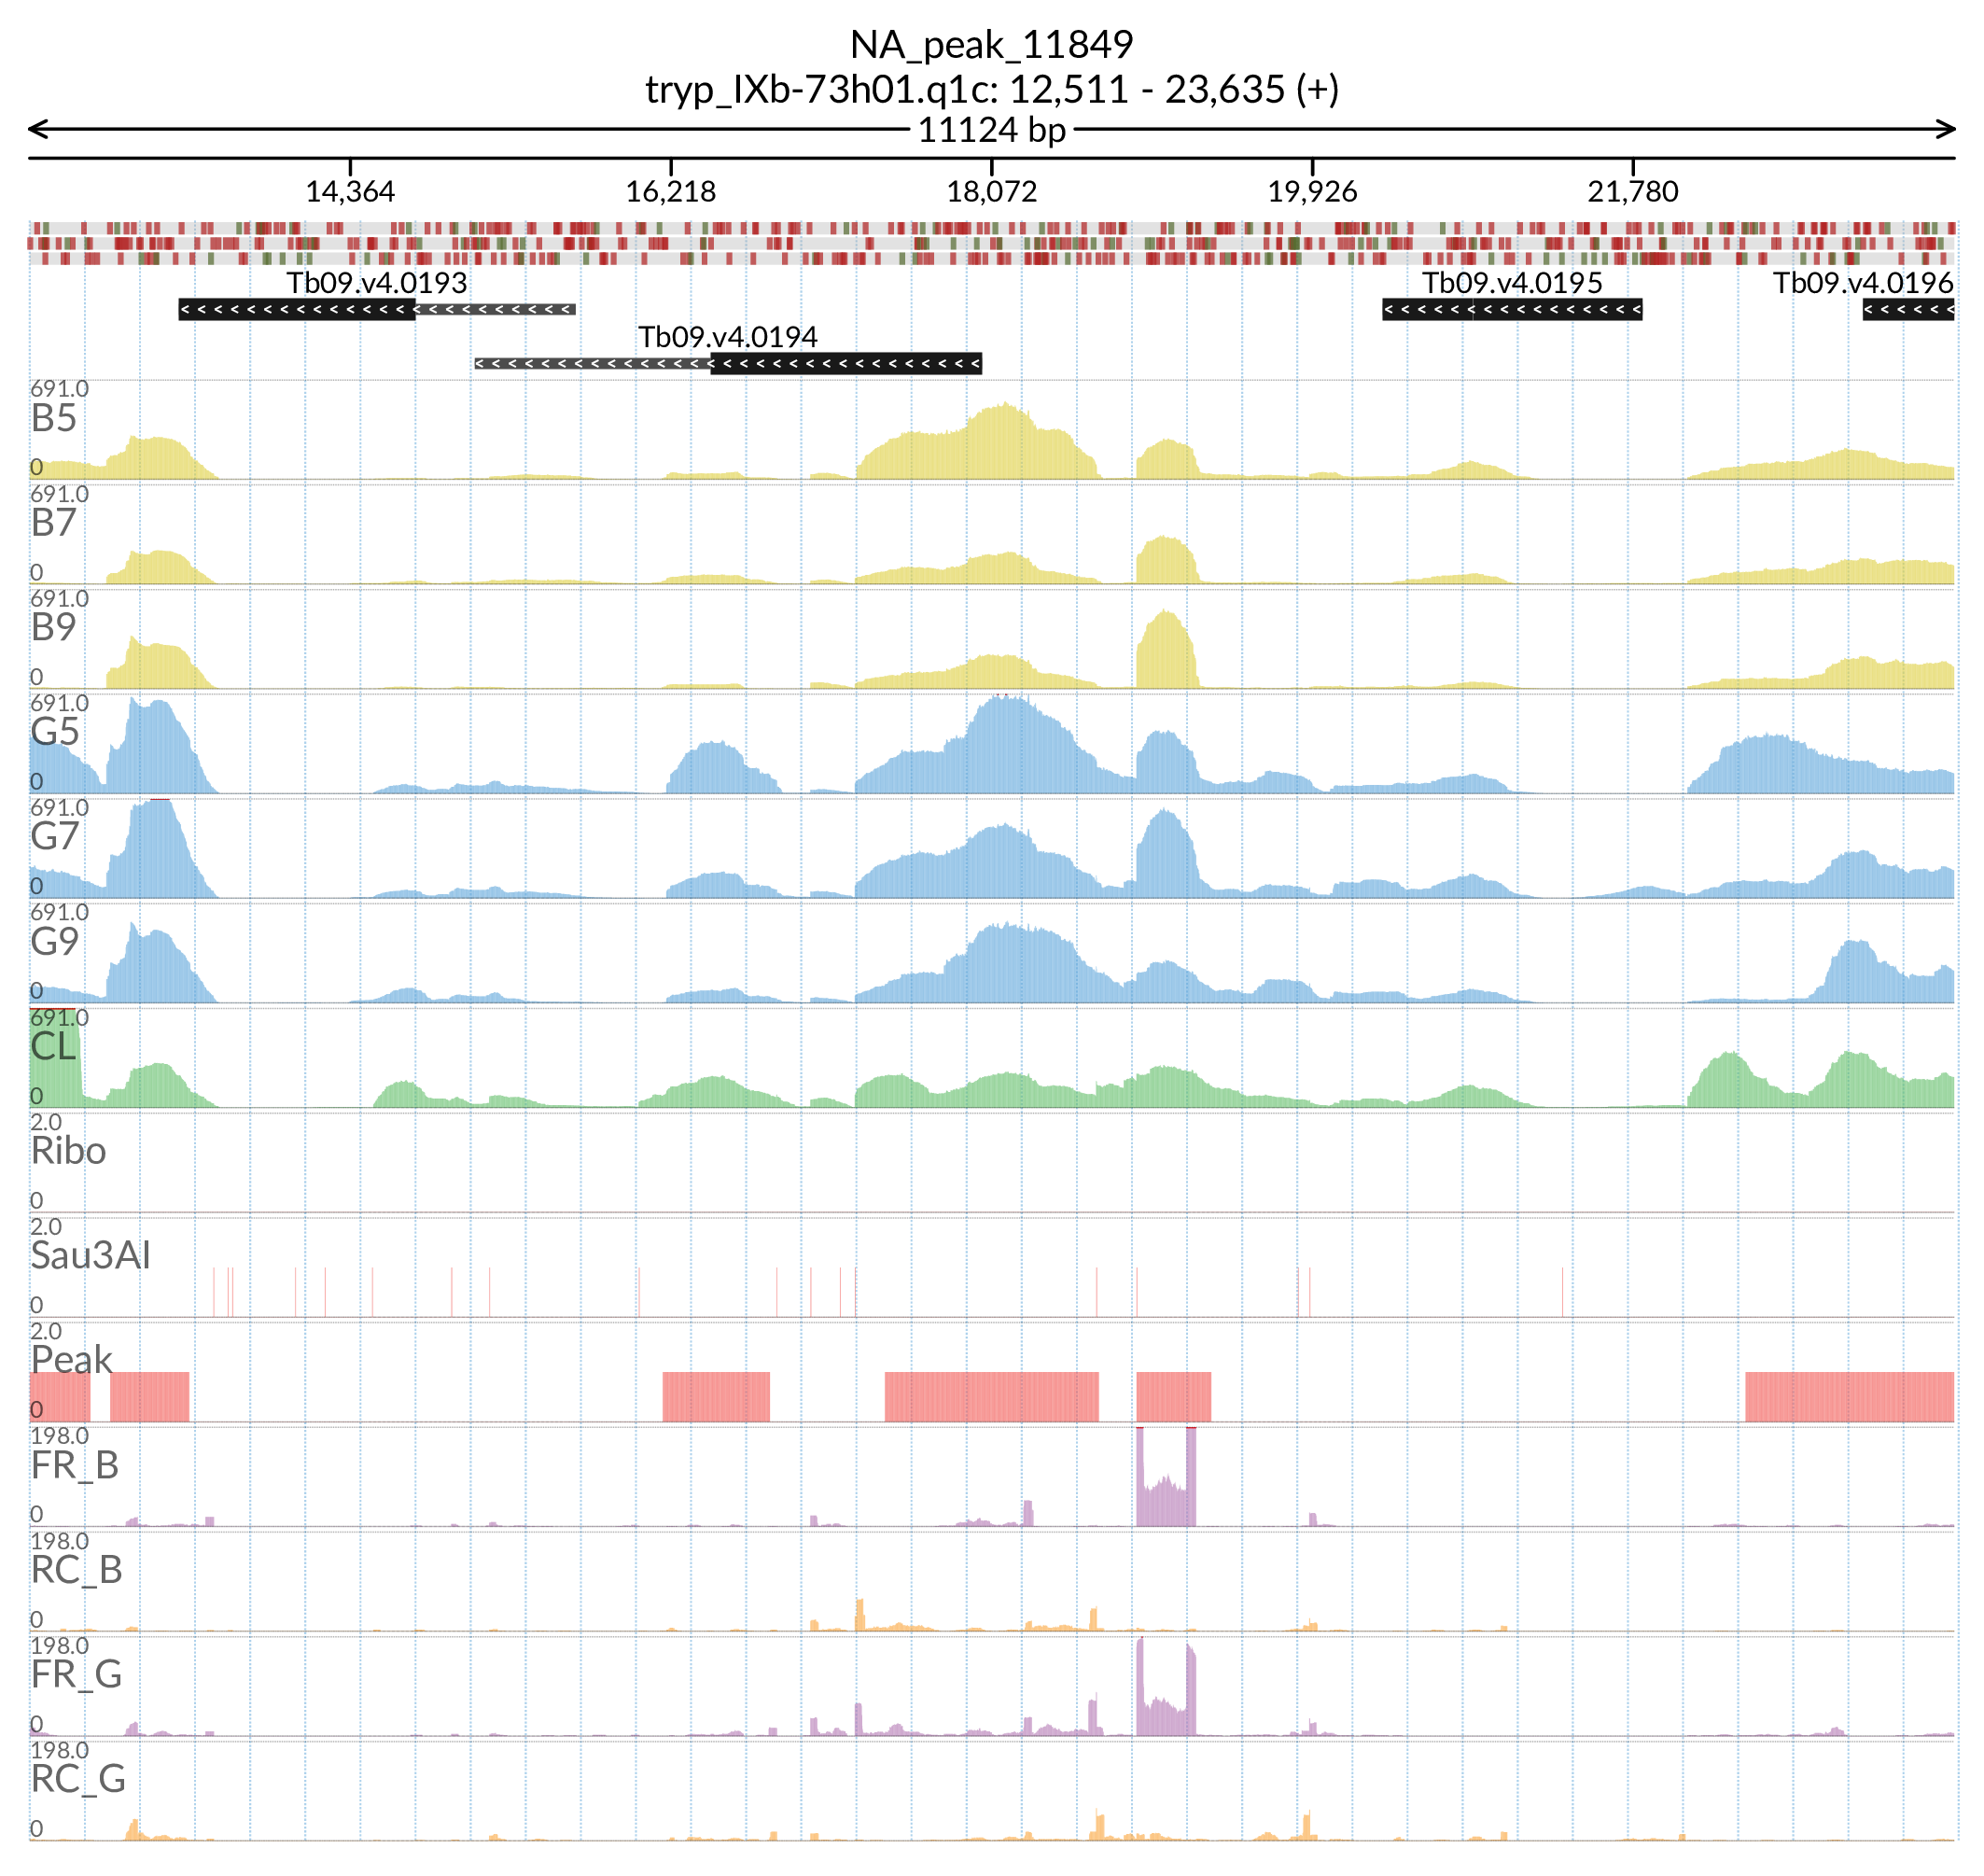 NA_peak_11849
tryp_IXb-73h01.q1c: 12,511 - 23,635 (+)
11124 bp
14,364 16,218 18,072 19,926 21,780
Tb09.v4.0193 Tb09.v4.0195 Tb09.v4.0196
Tb09.v4.0194
691.0
B5
0
691.0
B7
0
691.0
B9
0
691.0
G5
0
691.0
G7
0
691.0
G9
0
691.0
CL
0
2.0
Ribo
0
2.0
Sau3AI
0
2.0
Peak
0
198.0
FR_B
0
198.0
RC_B
0
198.0
FR_G
0
198.0
RC_G
0